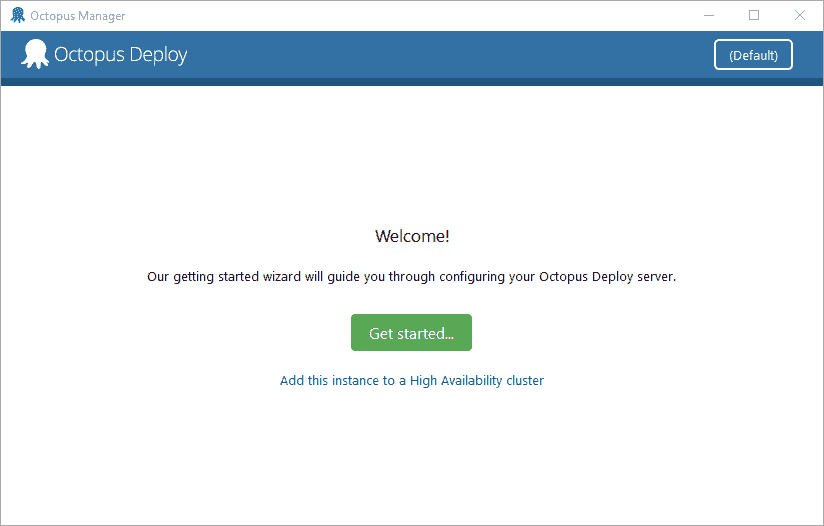 Octopus Manager
Octopus Deploy
(Default)
Welcome!
Our getting started wizard will guide you through configuring your Octopus Deploy server.
Get started...
Add this instance to a High Availability cluster